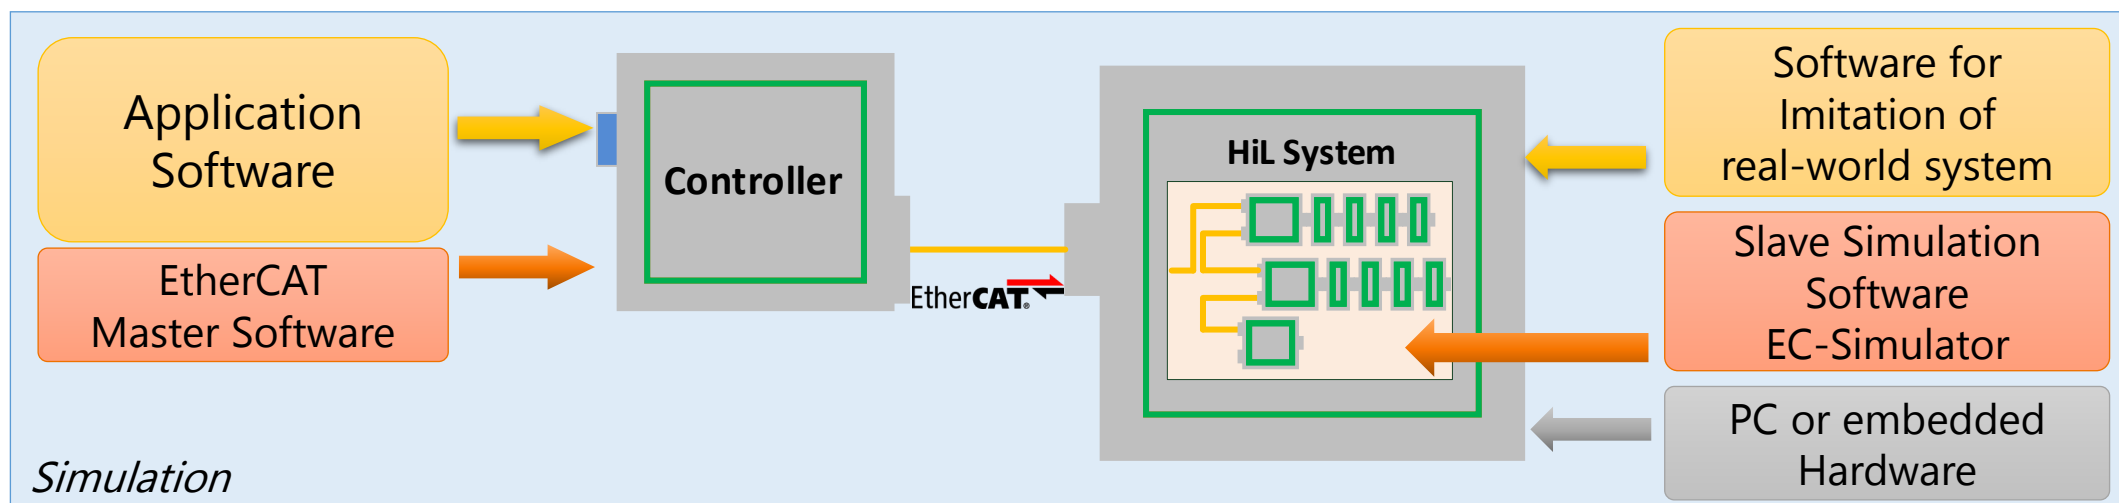 Application
Software
EtherCAT
Master Software
Controller
EtherCAT®
HiL System
Software for
Imitation of
real-world system
Slave Simulation
Software
EC-Simulator
PC or embedded
Hardware
Simulation